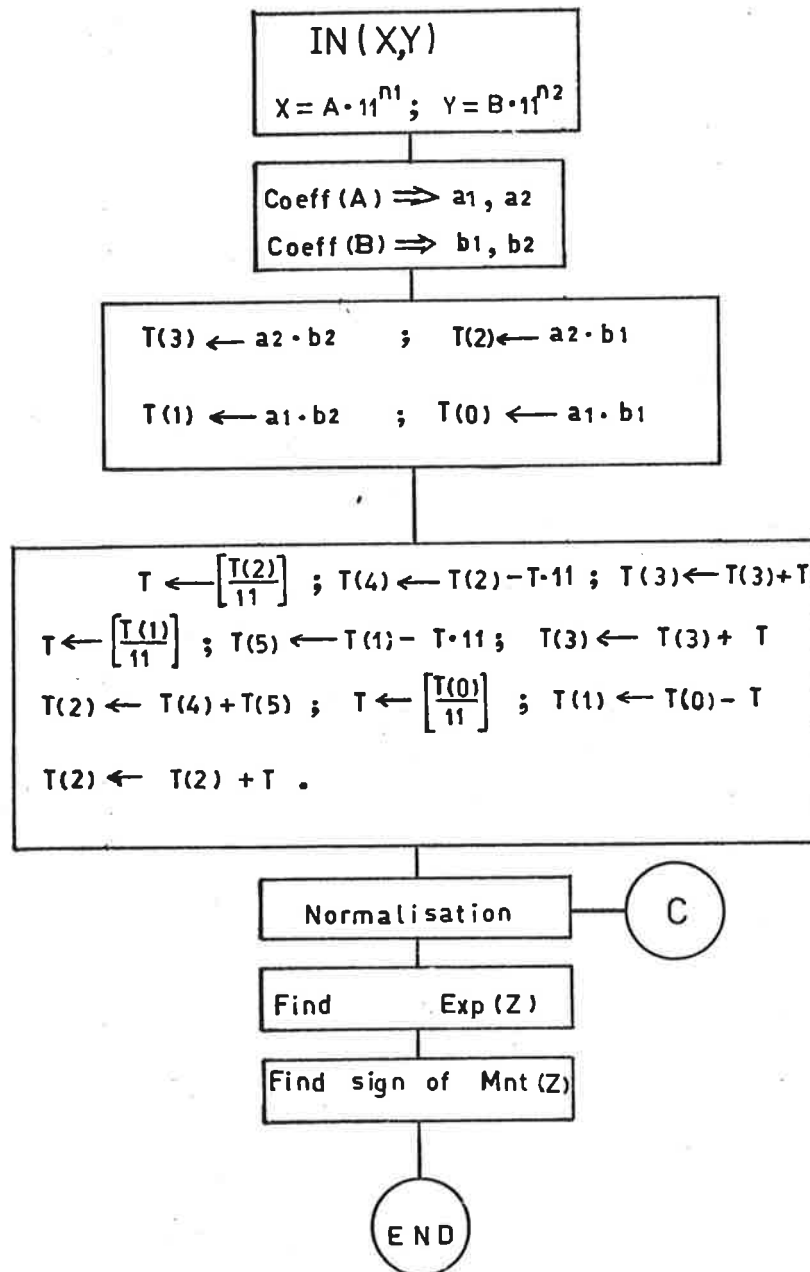 IN(X,Y)
X = A·11^n1 ; Y = B·11^n2
Coeff(A) ⇒ a1, a2
Coeff(B) ⇒ b1, b2
T(3) ← a2·b2 ; T(2) ← a2·b1
T(1) ← a1·b2 ; T(0) ← a1·b1
T ← [T(2)/11] ; T(4) ← T(2)-T·11 ; T(3) ← T(3)+T
T ← [T(1)/11] ; T(5) ← T(1)- T·11 ; T(3) ← T(3)+ T
T(2) ← T(4)+T(5) ; T ← [T(0)/11] ; T(1) ← T(0)- T
T(2) ← T(2) + T .
Normalisation
C
Find Exp(Z)
Find sign of Mnt(Z)
END